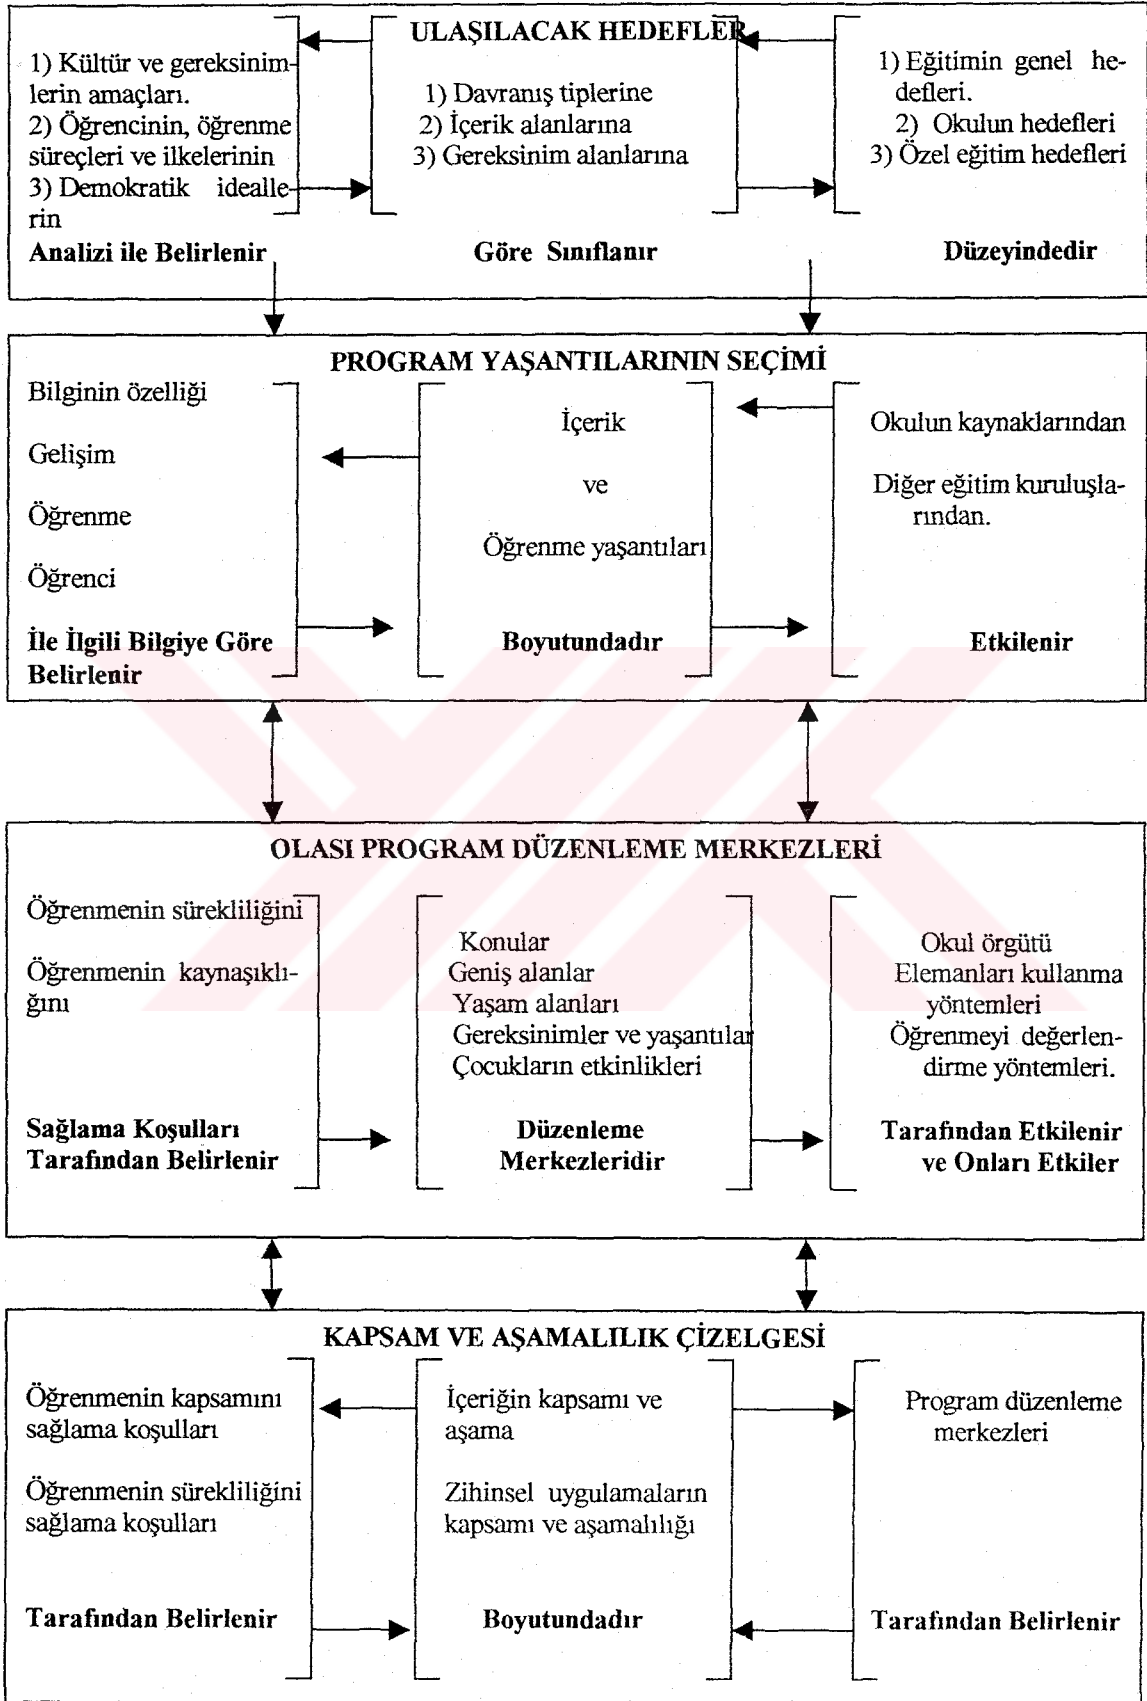 ULAŞILACAK HEDEFLER
1) Kültür ve gereksinim-
lerin amaçları.
2) Öğrencinin, öğrenme
süreçleri ve ilkelerinin
3) Demokratik idealle-
rin
Analizi ile Belirlenir
1) Davranış tiplerine
2) İçerik alanlarına
3) Gereksinim alanlarına
Göre Sınıflanır
1) Eğitimin genel he-
defleri.
2) Okulun hedefleri
3) Özel eğitim hedefleri
Düzeyindedir
PROGRAM YAŞANTILARININ SEÇİMİ
Bilginin özelliği
Gelişim
Öğrenme
Öğrenci
İle İlgili Bilgiye Göre
Belirlenir
İçerik
ve
Öğrenme yaşantıları
Boyutundadır
Okulun kaynaklarından
Diğer eğitim kuruluşla-
rından.
Etkilenir
OLASI PROGRAM DÜZENLEME MERKEZLERİ
Öğrenmenin sürekliliğini
Öğrenmenin kaynaşıklı-
ğını
Sağlama Koşulları
Tarafından Belirlenir
Konular
Geniş alanlar
Yaşam alanları
Gereksinimler ve yaşantılar
Çocukların etkinlikleri
Düzenleme
Merkezleridir
Okul örgütü
Elemanları kullanma
yöntemleri
Öğrenmeyi değerlen-
dirme yöntemleri.
Tarafından Etkilenir
ve Onları Etkiler
KAPSAM VE AŞAMALILIK ÇİZELGESİ
Öğrenmenin kapsamını
sağlama koşulları
Öğrenmenin sürekliliğini
sağlama koşulları
Tarafından Belirlenir
İçeriğin kapsamı ve
aşama
Zihinsel uygulamaların
kapsamı ve aşamalılığı
Boyutundadır
Program düzenleme
merkezleri
Tarafından Belirlenir